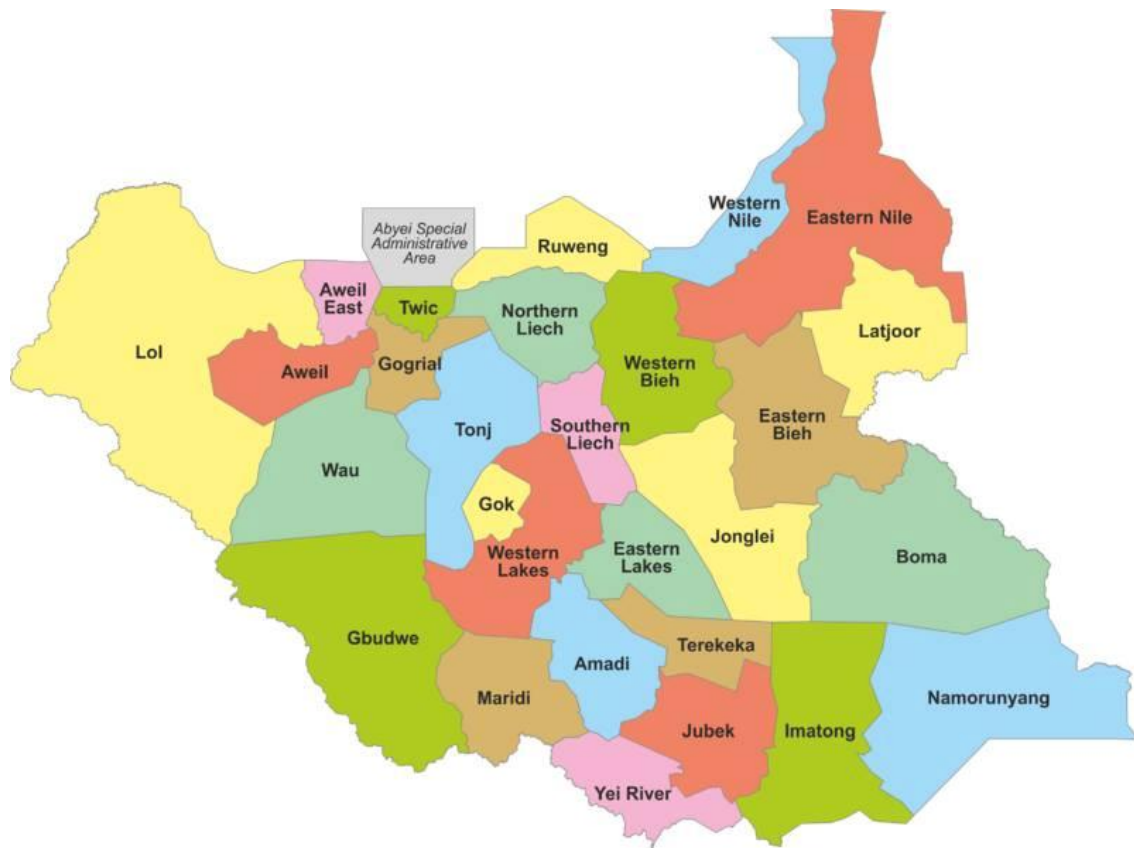 Western
Nile
Eastern Nile
Abyei Special
Administrative
Area
Ruweng
Aweil
East
Twic
Northern
Liech
Latjoor
Lol
Aweil
Gogrial
Western
Bieh
Eastern
Bieh
Tonj
Southern
Liech
Wau
Gok
Jonglei
Western
Lakes
Eastern
Lakes
Boma
Gbudwe
Terekeka
Amadi
Maridi
Namorunyang
Jubek
Imatong
Yei River